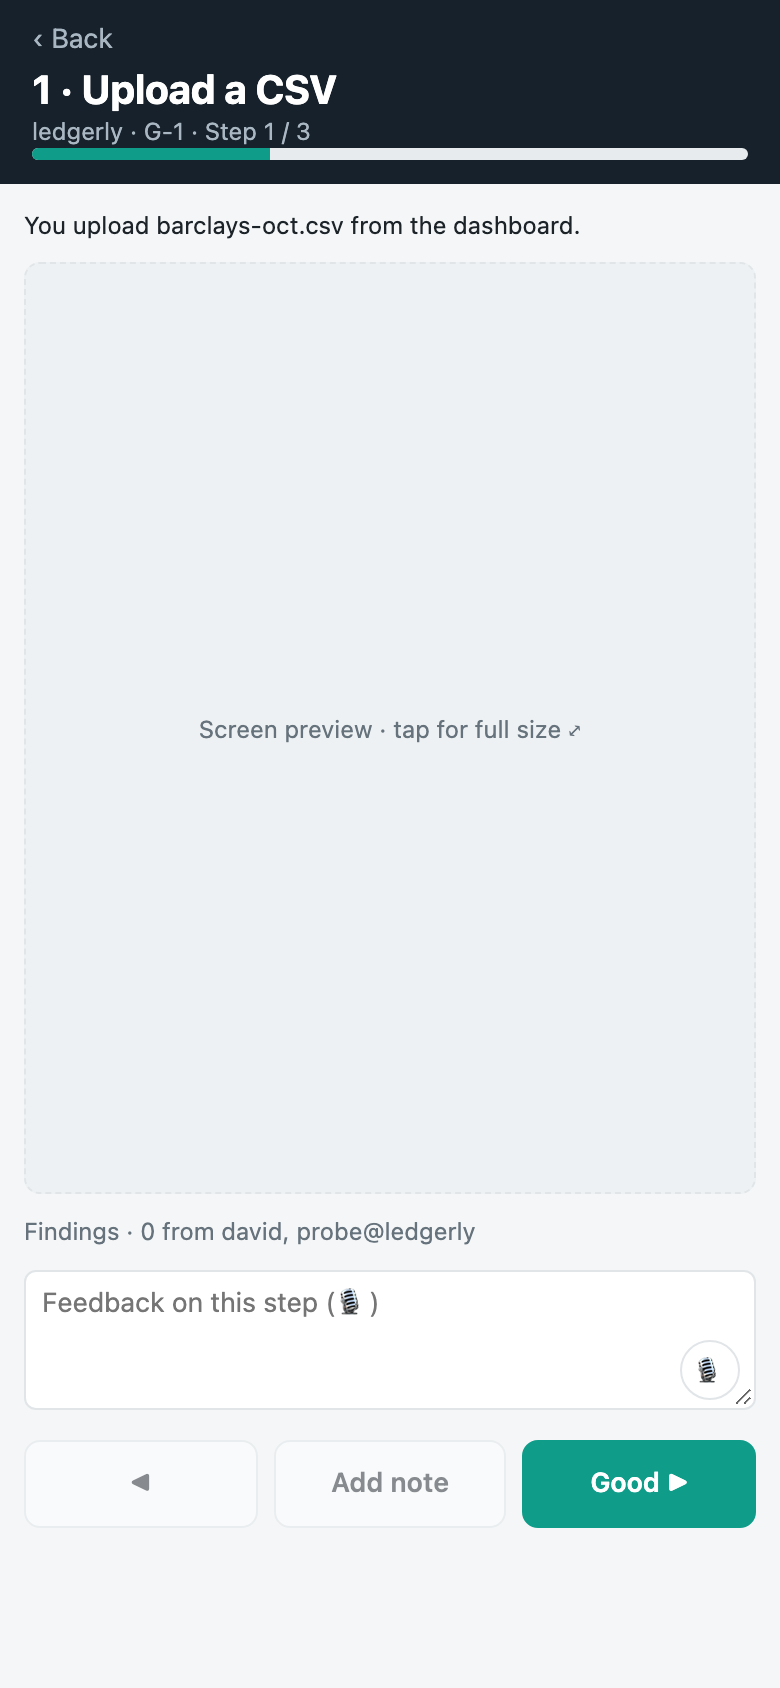 ‹ Back
1 · Upload a CSV
ledgerly · G-1 · Step 1 / 3
You upload barclays-oct.csv from the dashboard.
Screen preview · tap for full size ⤢
Findings · 0 from david, probe@ledgerly
Feedback on this step (🎙 )
🎙
◀ Add note Good ▶